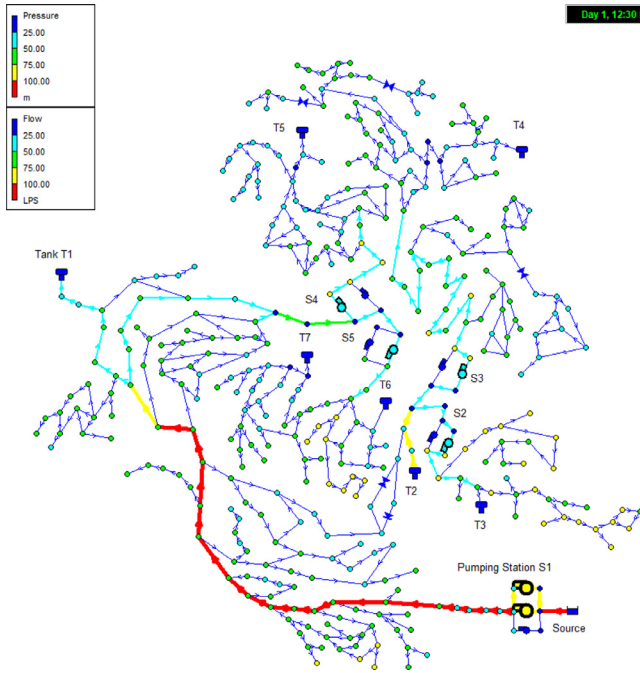 Pressure
25.00
50.00
75.00
100.00
m
Flow
25.00
50.00
75.00
100.00
LPS
Day 1, 12:30
T5
T4
Tank T1
S4
S5
T7
T6
S3
S2
T2
T3
Pumping Station S1
Source